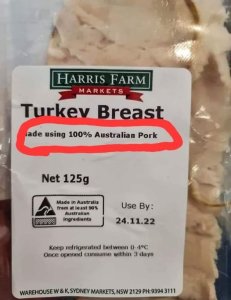 HARRIS FARM
MARKETS
Turkey Breast
ade using 100% Australian Pork
Net 125g
Made in Australia
from at least 90%
Australian
ingredients
Use By:
24.11.22
Keep refrigerated between 0-4°C
Once opened consume within 3 days
WAREHOUSE W & K, SYDNEY MARKETS, NSW 2129 PH:9394 3111